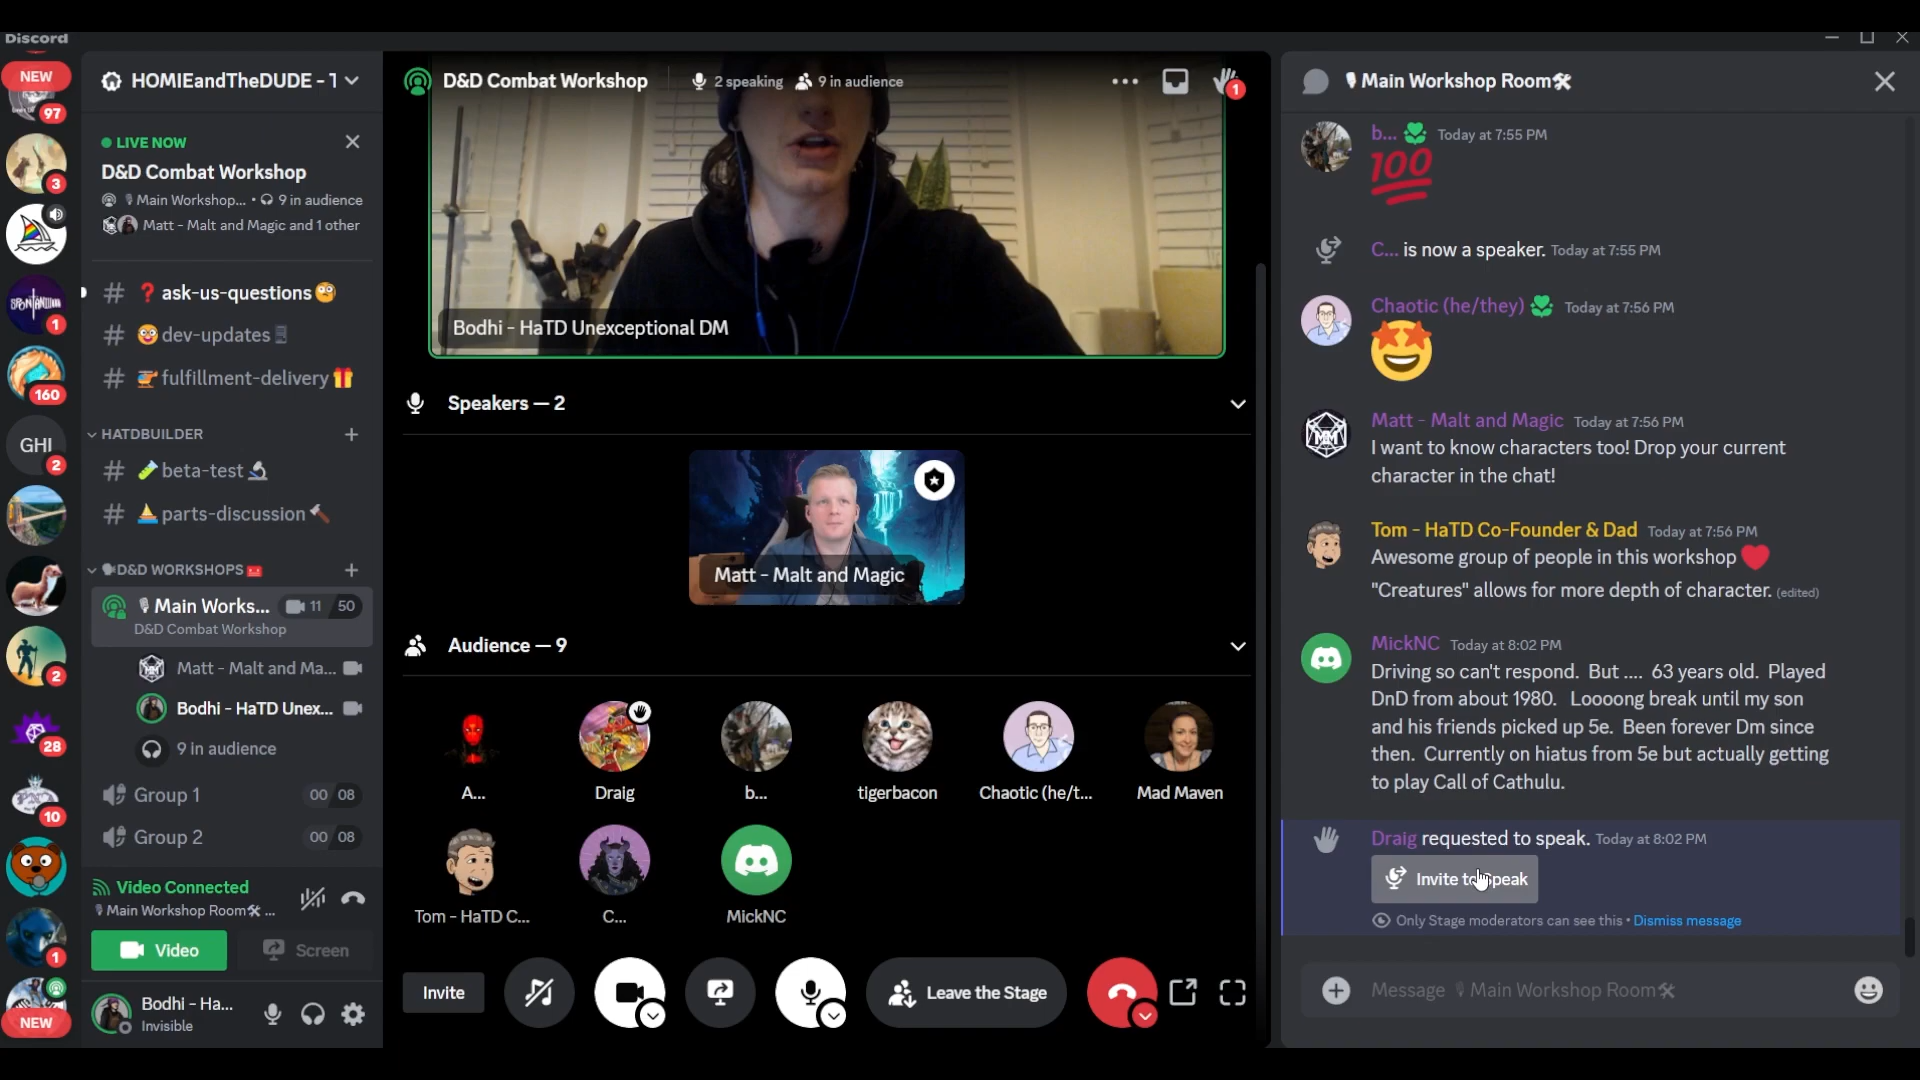 Discord
NEW
97
3
1
160
GHI
2
2
28
10
1
NEW
HOMIEandTheDUDE - T
LIVE NOW
D&D Combat Workshop
Main Workshop... • 9 in audience
Matt - Malt and Magic and 1 other
# ❓ask-us-questions
# dev-updates
# fulfillment-delivery
HATDBUILDER
# beta-test
# parts-discussion
D&D WORKSHOPS
Main Works... 11 50
D&D Combat Workshop
Matt - Malt and Ma...
Bodhi - HaTD Unex...
9 in audience
Group 1 00 08
Group 2 00 08
Video Connected
Main Workshop Room ...
Video Screen
Bodhi - Ha...
Invisible
D&D Combat Workshop 2 speaking 9 in audience
1
Bodhi - HaTD Unexceptional DM
Speakers — 2
Matt - Malt and Magic
Audience — 9
A... Draig b... tigerbacon Chaotic (he/t... Mad Maven
Tom - HaTD C... C... MickNC
Invite Leave the Stage
Main Workshop Room
b... Today at 7:55 PM
100
C... is now a speaker. Today at 7:55 PM
Chaotic (he/they) Today at 7:56 PM
Matt - Malt and Magic Today at 7:56 PM
I want to know characters too! Drop your current
character in the chat!
Tom - HaTD Co-Founder & Dad Today at 7:56 PM
Awesome group of people in this workshop
"Creatures" allows for more depth of character. (edited)
MickNC Today at 8:02 PM
Driving so can't respond. But .... 63 years old. Played
DnD from about 1980. Loooong break until my son
and his friends picked up 5e. Been forever Dm since
then. Currently on hiatus from 5e but actually getting
to play Call of Cathulu.
Draig requested to speak. Today at 8:02 PM
Invite to speak
Only Stage moderators can see this • Dismiss message
Message Main Workshop Room